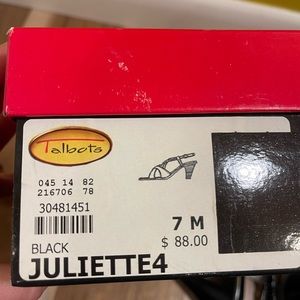 Talbots
045 14 82
216706 78
30481451
7 M
BLACK
$ 88.00
JULIETTE4